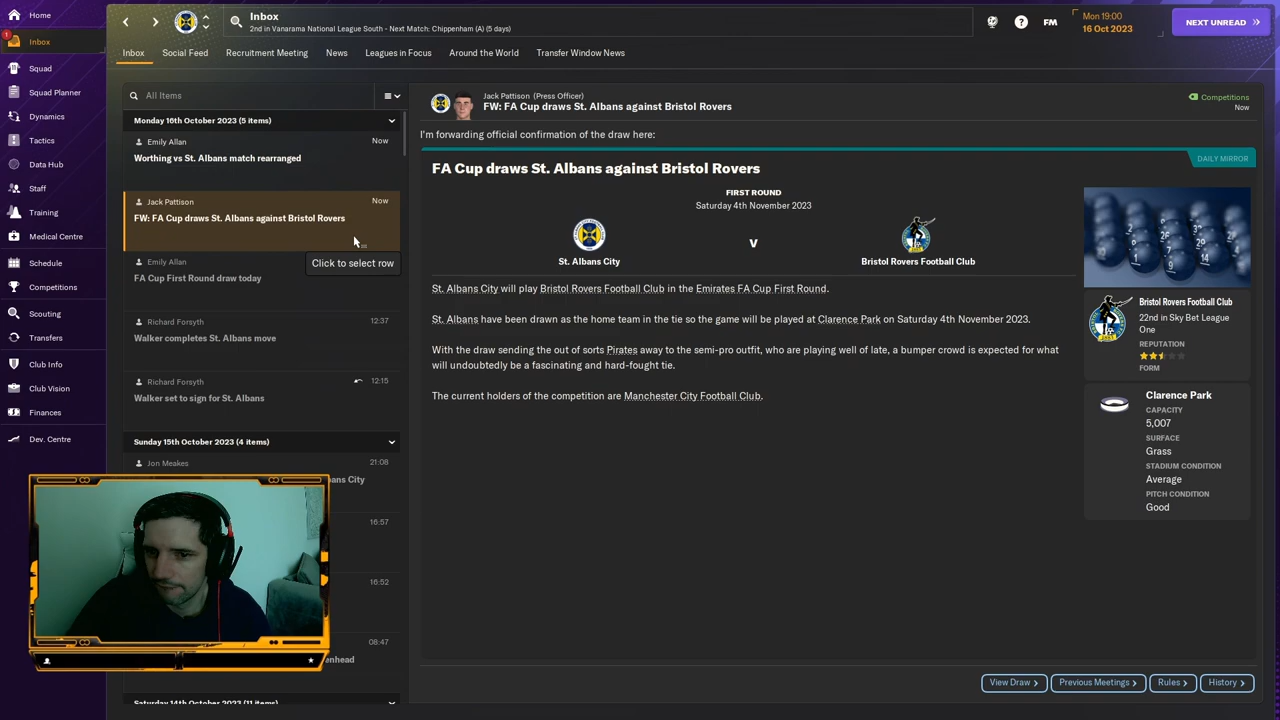 Home
1
Inbox
Squad
Squad Planner
Dynamics
Tactics
Data Hub
Staff
Training
Medical Centre
Schedule
Competitions
Scouting
Transfers
Club Info
Club Vision
Finances
Dev. Centre
Inbox
2nd in Vanarama National League South - Next Match: Chippenham (A) (5 days)
FM
Mon 19:00
16 Oct 2023
NEXT UNREAD
Inbox
Social Feed
Recruitment Meeting
News
Leagues in Focus
Around the World
Transfer Window News
All Items
Monday 16th October 2023 (5 items)
Emily Allan
Now
Worthing vs St. Albans match rearranged
Jack Pattison
Now
FW: FA Cup draws St. Albans against Bristol Rovers
Click to select row
Emily Allan
FA Cup First Round draw today
Richard Forsyth
12:37
Walker completes St. Albans move
Richard Forsyth
12:15
Walker set to sign for St. Albans
Sunday 15th October 2023 (4 items)
Jon Meakes
21:08
ans City
16:57
16:52
08:47
enhead
Saturday 14th October 2023 (11 items)
Jack Pattison (Press Officer)
FW: FA Cup draws St. Albans against Bristol Rovers
Competitions
Now
I'm forwarding official confirmation of the draw here:
DAILY MIRROR
FA Cup draws St. Albans against Bristol Rovers
FIRST ROUND
Saturday 4th November 2023
v
St. Albans City
Bristol Rovers Football Club
St. Albans City will play Bristol Rovers Football Club in the Emirates FA Cup First Round.
St. Albans have been drawn as the home team in the tie so the game will be played at Clarence Park on Saturday 4th November 2023.
With the draw sending the out of sorts Pirates away to the semi-pro outfit, who are playing well of late, a bumper crowd is expected for what
will undoubtedly be a fascinating and hard-fought tie.
The current holders of the competition are Manchester City Football Club.
Bristol Rovers Football Club
22nd in Sky Bet League
One
REPUTATION
FORM
Clarence Park
CAPACITY
5,007
SURFACE
Grass
STADIUM CONDITION
Average
PITCH CONDITION
Good
View Draw
Previous Meetings
Rules
History